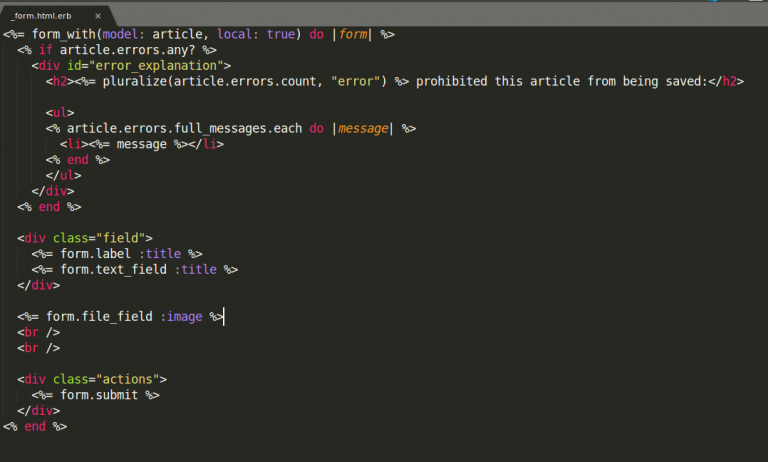 _form.html.erb ×
<%= form_with(model: article, local: true) do |form| %>
  <% if article.errors.any? %>
    <div id="error_explanation">
      <h2><%= pluralize(article.errors.count, "error") %> prohibited this article from being saved:</h2>

      <ul>
      <% article.errors.full_messages.each do |message| %>
        <li><%= message %></li>
      <% end %>
      </ul>
    </div>
  <% end %>

  <div class="field">
    <%= form.label :title %>
    <%= form.text_field :title %>
  </div>

  <%= form.file_field :image %>
  <br />
  <br />

  <div class="actions">
    <%= form.submit %>
  </div>
<% end %>